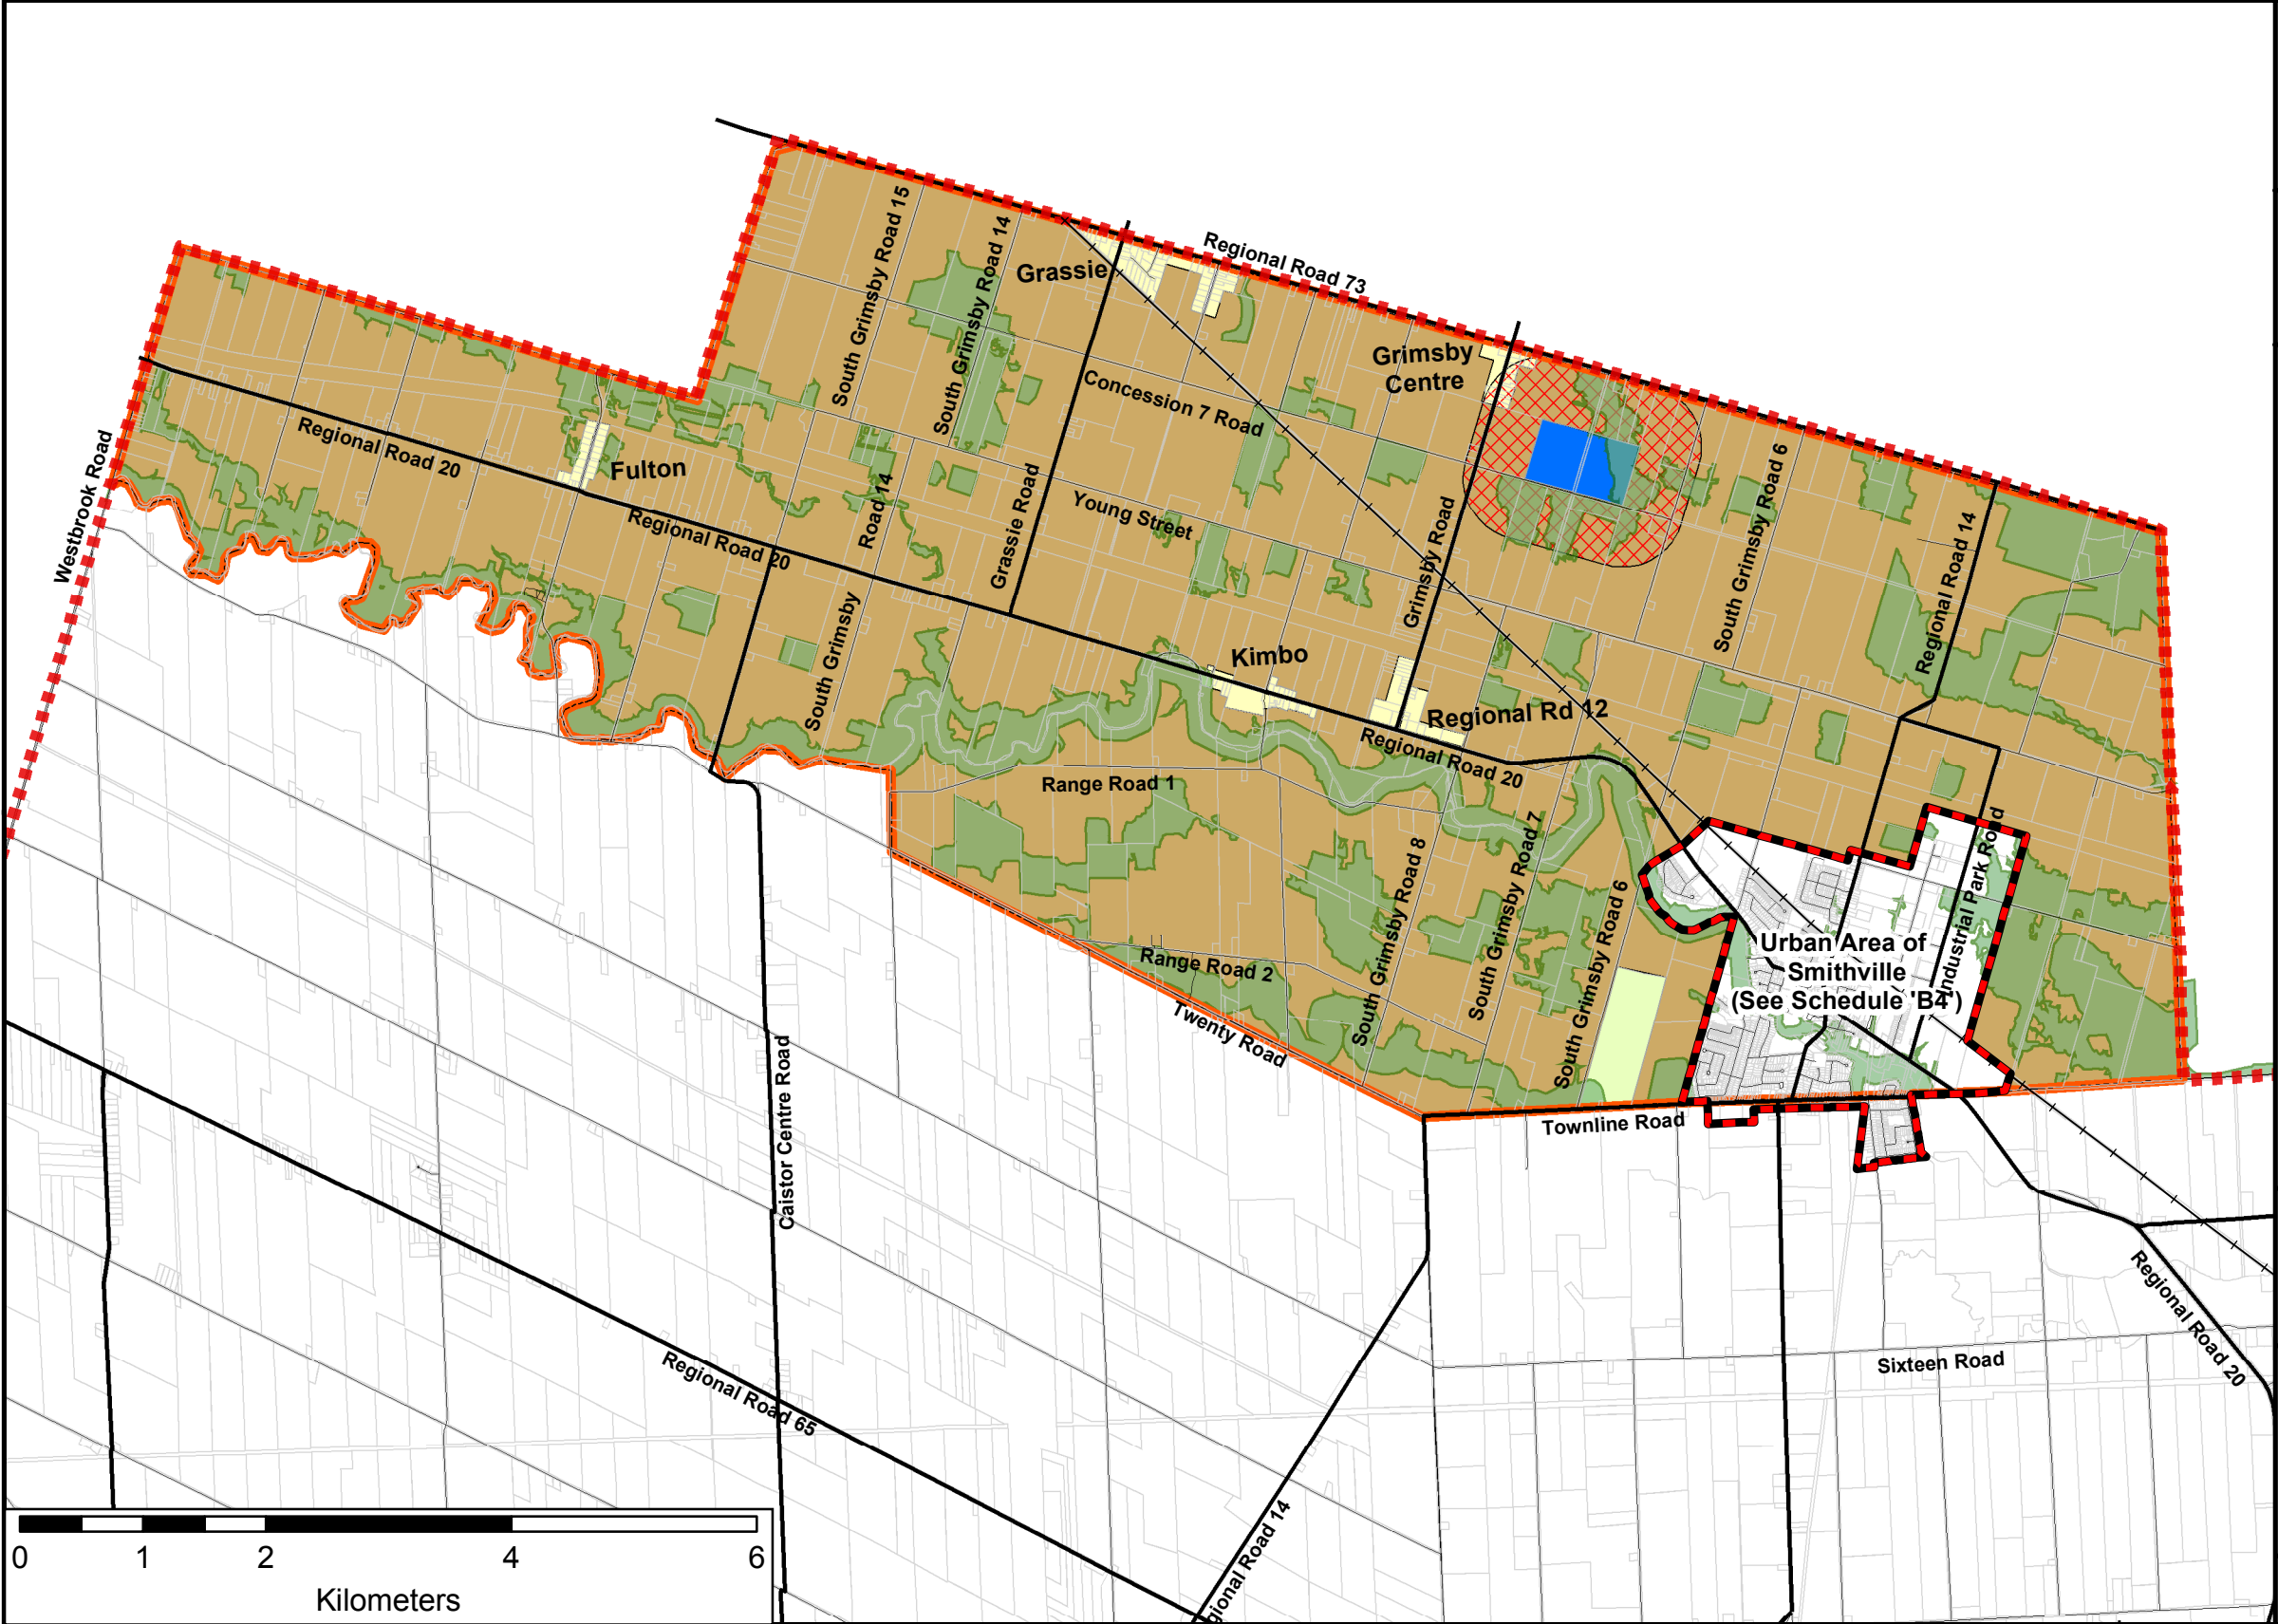 South Grimsby Road 15
South Grimsby Road 14
Regional Road 73
Grassie
Grimsby
Centre
Concession 7 Road
Regional Road 20
Westbrook Road
Fulton
Road 14
Grassie Road
Young Street
Regional Road 20
Grimsby Road
South Grimsby Road 6
Regional Road 14
South Grimsby
Kimbo
Regional Rd 12
Regional Road 20
Range Road 1
South Grimsby Road 8
South Grimsby Road 7
South Grimsby Road 6
Industrial Park Road
Urban Area of
Smithville
(See Schedule 'B4')
Range Road 2
Twenty Road
Townline Road
Caistor Centre Road
Regional Road 65
Regional Road 20
Sixteen Road
gional Road 14
0 1 2 4 6
Kilometers